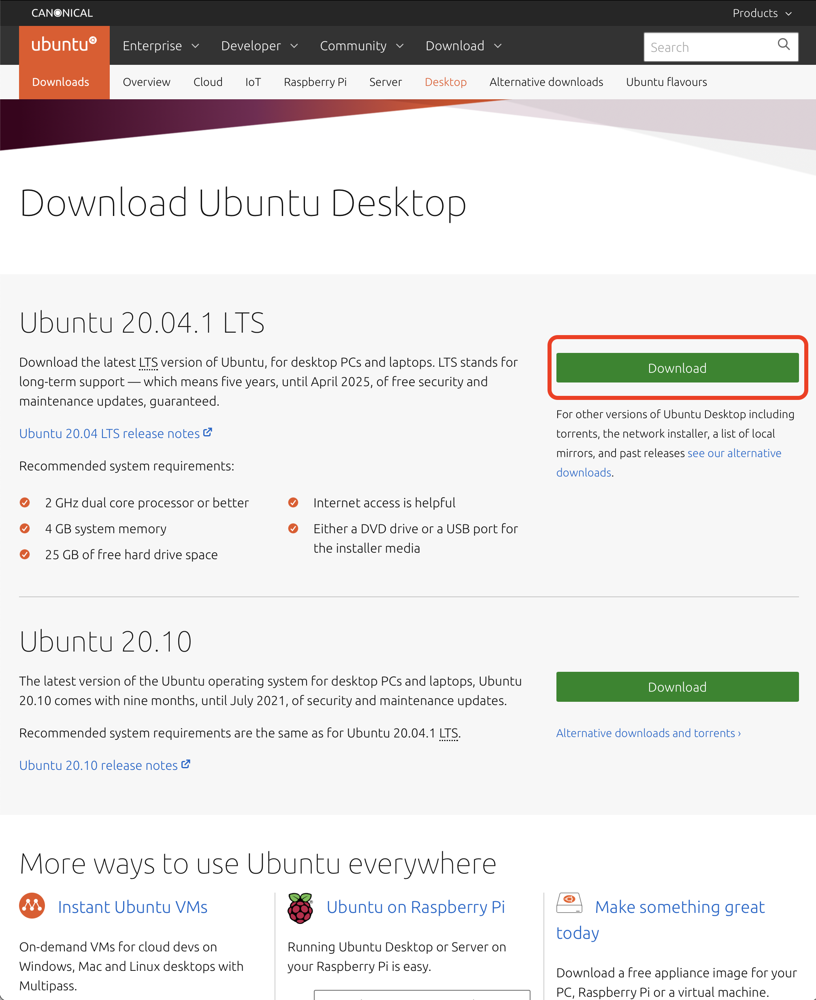 CANONICAL
Products
ubuntu
Enterprise
Developer
Community
Download
Search
Downloads
Overview
Cloud
IoT
Raspberry Pi
Server
Desktop
Alternative downloads
Ubuntu flavours
Download Ubuntu Desktop
Ubuntu 20.04.1 LTS
Download the latest LTS version of Ubuntu, for desktop PCs and laptops. LTS stands for
long-term support — which means five years, until April 2025, of free security and
maintenance updates, guaranteed.
Ubuntu 20.04 LTS release notes
Recommended system requirements:
2 GHz dual core processor or better
4 GB system memory
25 GB of free hard drive space
Internet access is helpful
Either a DVD drive or a USB port for
the installer media
Download
For other versions of Ubuntu Desktop including
torrents, the network installer, a list of local
mirrors, and past releases see our alternative
downloads.
Ubuntu 20.10
The latest version of the Ubuntu operating system for desktop PCs and laptops, Ubuntu
20.10 comes with nine months, until July 2021, of security and maintenance updates.
Recommended system requirements are the same as for Ubuntu 20.04.1 LTS.
Ubuntu 20.10 release notes
Download
Alternative downloads and torrents ›
More ways to use Ubuntu everywhere
Instant Ubuntu VMs
On-demand VMs for cloud devs on
Windows, Mac and Linux desktops with
Multipass.
Ubuntu on Raspberry Pi
Running Ubuntu Desktop or Server on
your Raspberry Pi is easy.
Make something great
today
Download a free appliance image for your
PC, Raspberry Pi or a virtual machine.